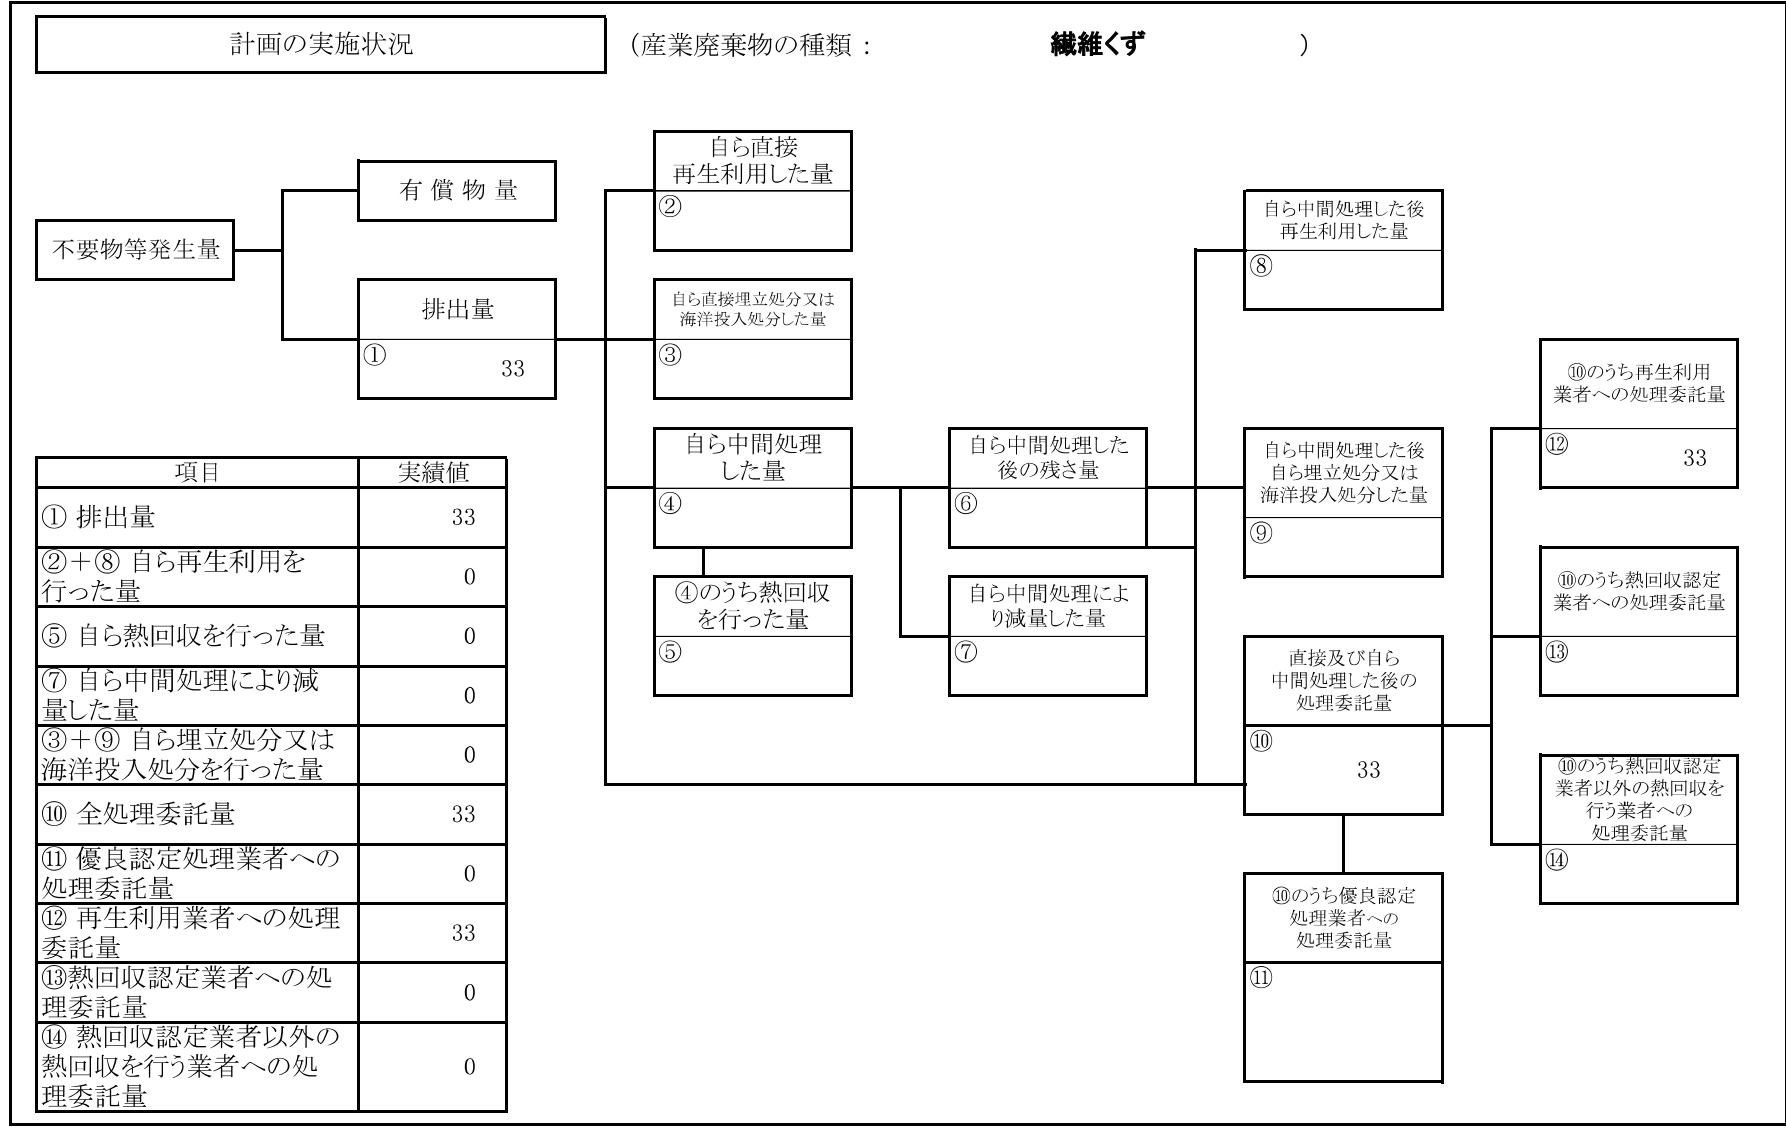 計画の実施状況
（産業廃棄物の種類： 繊維くず ）
不要物等発生量
有償物量
排出量
①
33
自ら直接
再生利用した量
②
自ら直接埋立処分又は
海洋投入処分した量
③
自ら中間処理
した量
④
④のうち熱回収
を行った量
⑤
自ら中間処理した
後の残さ量
⑥
自ら中間処理によ
り減量した量
⑦
自ら中間処理した後
再生利用した量
⑧
自ら中間処理した後
自ら埋立処分又は
海洋投入処分した量
⑨
直接及び自ら
中間処理した後の
処理委託量
⑩
33
⑩のうち優良認定
処理業者への
処理委託量
⑪
⑩のうち再生利用
業者への処理委託量
⑫
33
⑩のうち熱回収認定
業者への処理委託量
⑬
⑩のうち熱回収認定
業者以外の熱回収を
行う業者への
処理委託量
⑭
項目 実績値
① 排出量 33
②＋⑧ 自ら再生利用を
行った量 0
⑤ 自ら熱回収を行った量 0
⑦ 自ら中間処理により減
量した量 0
③＋⑨ 自ら埋立処分又は
海洋投入処分を行った量 0
⑩ 全処理委託量 33
⑪ 優良認定処理業者への
処理委託量 0
⑫ 再生利用業者への処理
委託量 33
⑬熱回収認定業者への処
理委託量 0
⑭ 熱回収認定業者以外の
熱回収を行う業者への処 0
理委託量